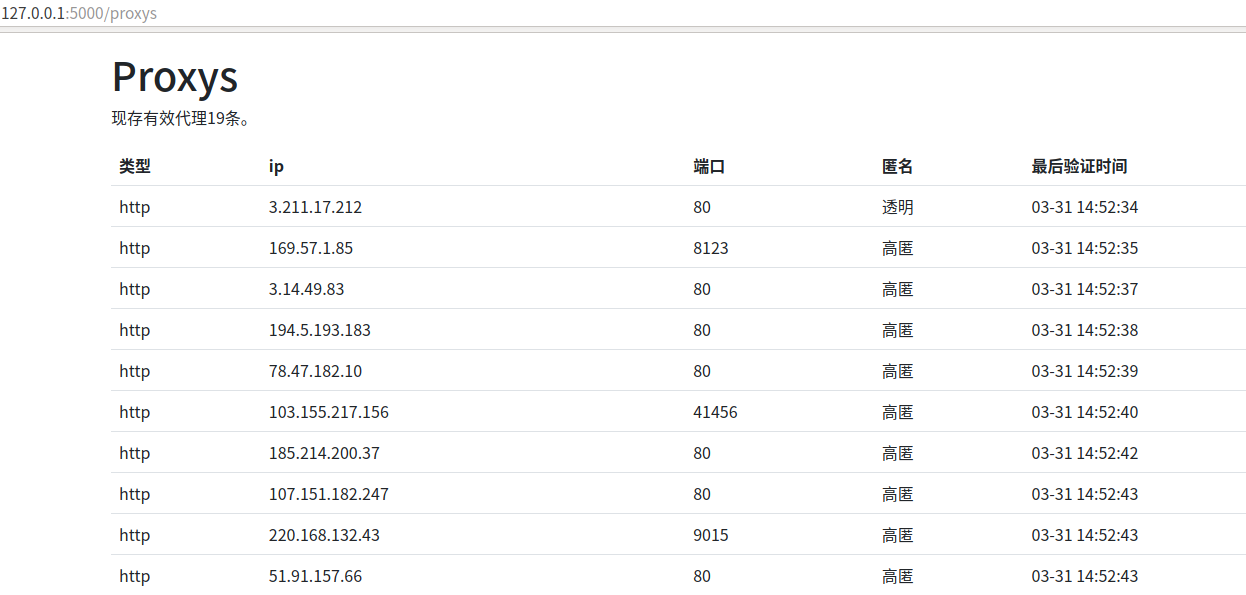 127.0.0.1:5000/proxys
Proxys
现存有效代理19条。
类型 ip 端口 匿名 最后验证时间
http 3.211.17.212 80 透明 03-31 14:52:34
http 169.57.1.85 8123 高匿 03-31 14:52:35
http 3.14.49.83 80 高匿 03-31 14:52:37
http 194.5.193.183 80 高匿 03-31 14:52:38
http 78.47.182.10 80 高匿 03-31 14:52:39
http 103.155.217.156 41456 高匿 03-31 14:52:40
http 185.214.200.37 80 高匿 03-31 14:52:42
http 107.151.182.247 80 高匿 03-31 14:52:43
http 220.168.132.43 9015 高匿 03-31 14:52:43
http 51.91.157.66 80 高匿 03-31 14:52:43